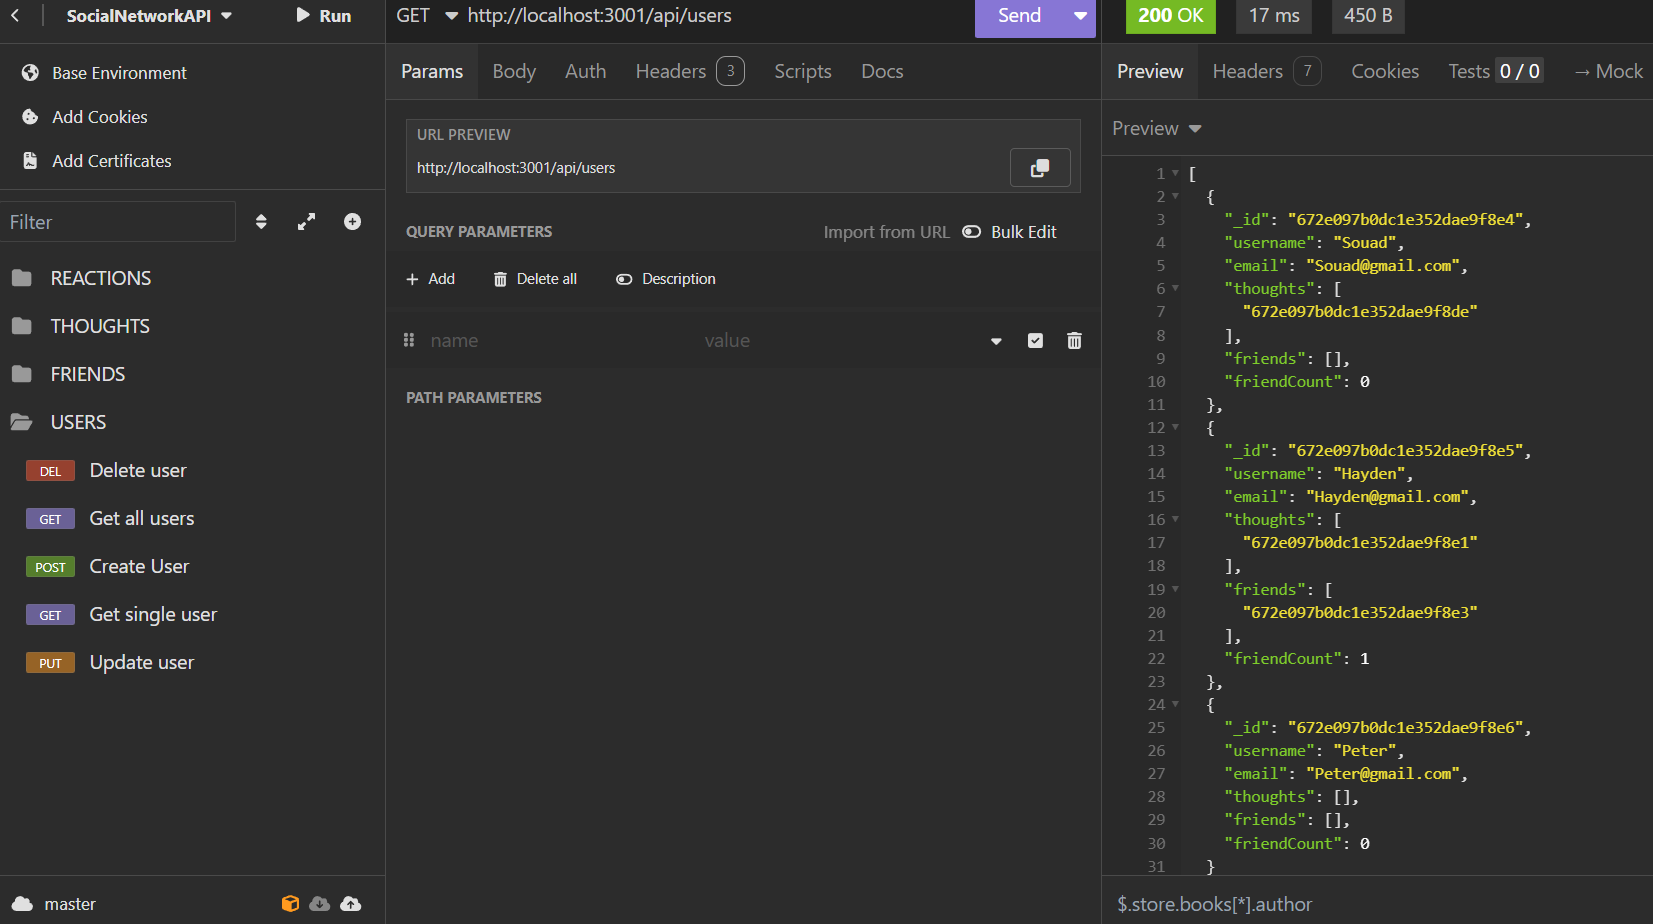 SocialNetworkAPI
Run
Base Environment
Add Cookies
Add Certificates
Filter
REACTIONS
THOUGHTS
FRIENDS
USERS
DEL Delete user
GET Get all users
POST Create User
GET Get single user
PUT Update user
master
GET http://localhost:3001/api/users
Send
Params Body Auth Headers 3 Scripts Docs
URL PREVIEW
http://localhost:3001/api/users
QUERY PARAMETERS
Import from URL Bulk Edit
Add Delete all Description
name value
PATH PARAMETERS
200 OK 17 ms 450 B
Preview Headers 7 Cookies Tests 0 / 0 → Mock
Preview
1 [
2 {
3 "_id": "672e097b0dc1e352dae9f8e4",
4 "username": "Souad",
5 "email": "Souad@gmail.com",
6 "thoughts": [
7 "672e097b0dc1e352dae9f8de"
8 ],
9 "friends": [],
10 "friendCount": 0
11 },
12 {
13 "_id": "672e097b0dc1e352dae9f8e5",
14 "username": "Hayden",
15 "email": "Hayden@gmail.com",
16 "thoughts": [
17 "672e097b0dc1e352dae9f8e1"
18 ],
19 "friends": [
20 "672e097b0dc1e352dae9f8e3"
21 ],
22 "friendCount": 1
23 },
24 {
25 "_id": "672e097b0dc1e352dae9f8e6",
26 "username": "Peter",
27 "email": "Peter@gmail.com",
28 "thoughts": [],
29 "friends": [],
30 "friendCount": 0
31 }
$.store.books[*].author